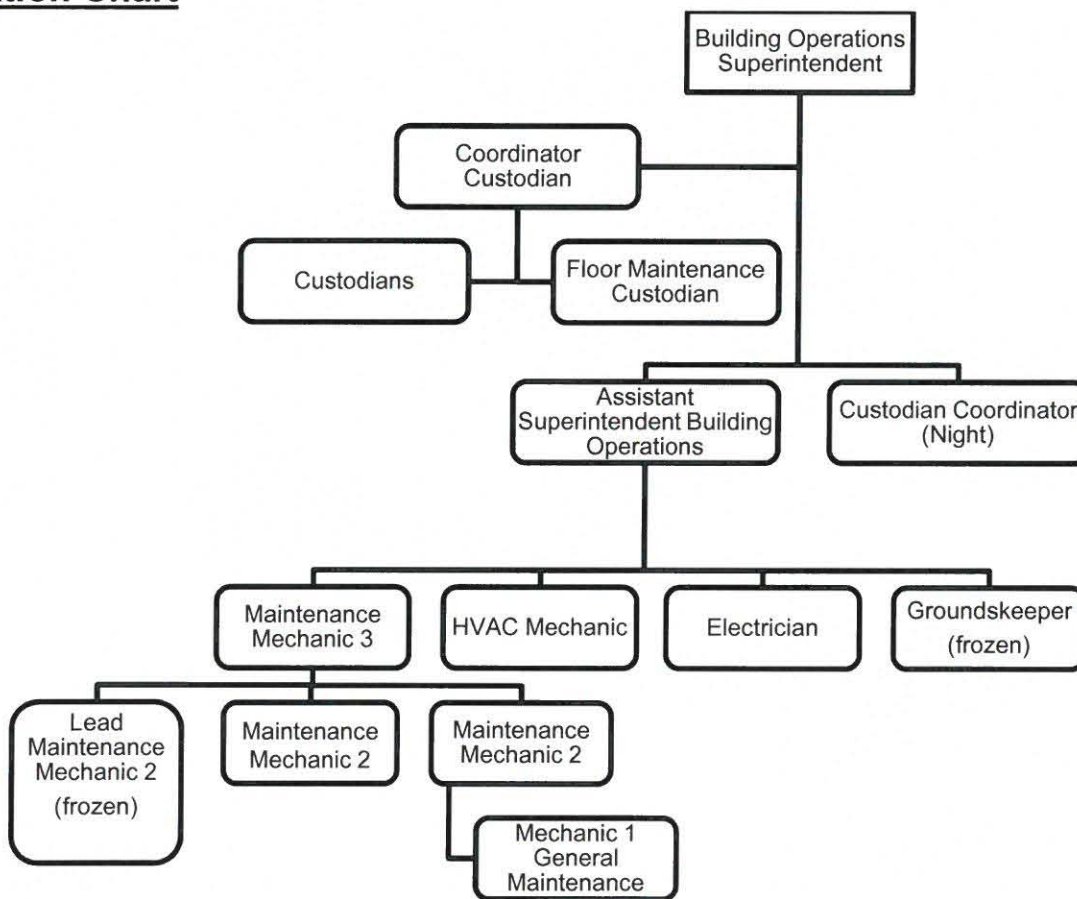 Chart
Building Operations
Superintendent
Coordinator
Custodian
Custodians
Floor Maintenance
Custodian
Assistant
Superintendent Building
Operations
Custodian Coordinator
(Night)
Maintenance
Mechanic 3
HVAC Mechanic
Electrician
Groundskeeper
(frozen)
Lead
Maintenance
Mechanic 2
(frozen)
Maintenance
Mechanic 2
Maintenance
Mechanic 2
Mechanic 1
General
Maintenance